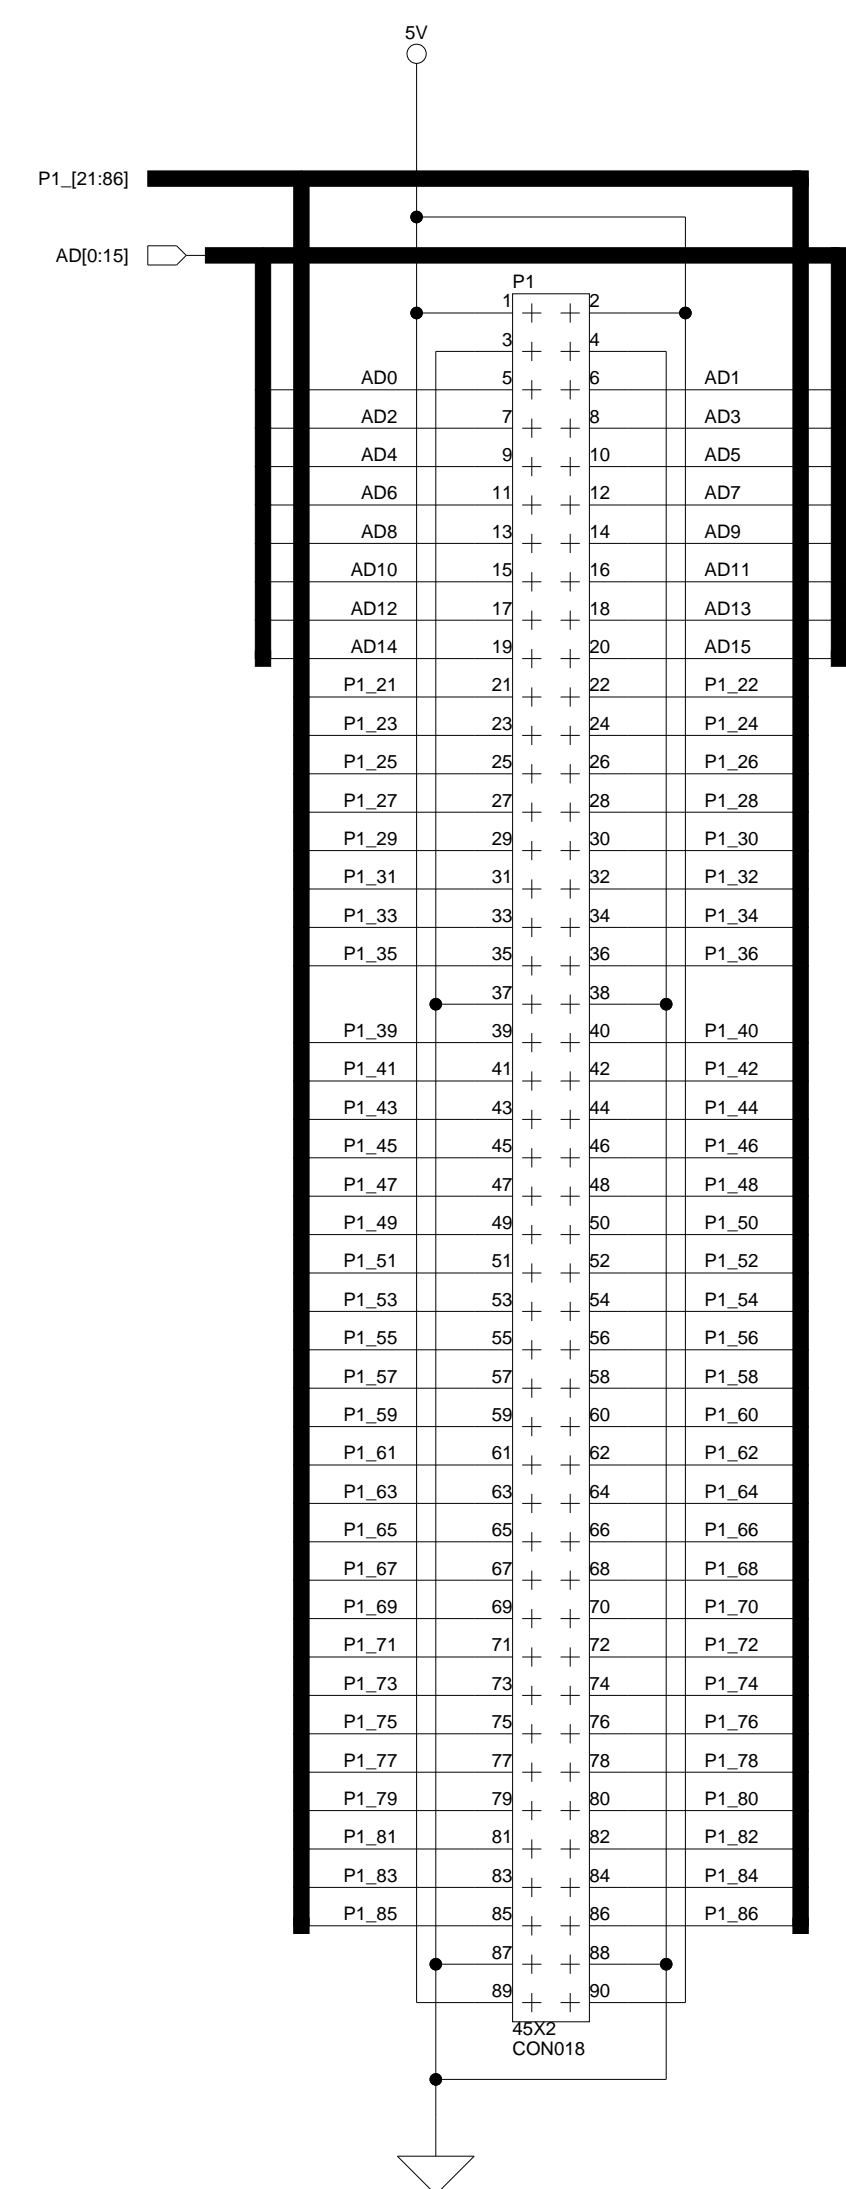 5V
P1_[21:86]
AD[0:15]
P1
1 2
3 4
AD0 5 6 AD1
AD2 7 8 AD3
AD4 9 10 AD5
AD6 11 12 AD7
AD8 13 14 AD9
AD10 15 16 AD11
AD12 17 18 AD13
AD14 19 20 AD15
P1_21 21 22 P1_22
P1_23 23 24 P1_24
P1_25 25 26 P1_26
P1_27 27 28 P1_28
P1_29 29 30 P1_30
P1_31 31 32 P1_32
P1_33 33 34 P1_34
P1_35 35 36 P1_36
37 38
P1_39 39 40 P1_40
P1_41 41 42 P1_42
P1_43 43 44 P1_44
P1_45 45 46 P1_46
P1_47 47 48 P1_48
P1_49 49 50 P1_50
P1_51 51 52 P1_52
P1_53 53 54 P1_54
P1_55 55 56 P1_56
P1_57 57 58 P1_58
P1_59 59 60 P1_60
P1_61 61 62 P1_62
P1_63 63 64 P1_64
P1_65 65 66 P1_66
P1_67 67 68 P1_68
P1_69 69 70 P1_70
P1_71 71 72 P1_72
P1_73 73 74 P1_74
P1_75 75 76 P1_76
P1_77 77 78 P1_78
P1_79 79 80 P1_80
P1_81 81 82 P1_82
P1_83 83 84 P1_84
P1_85 85 86 P1_86
87 88
89 90
45X2
CON018